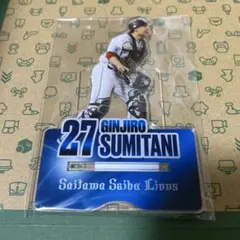 27
GINJIRO
SUMITANI
Saitama Seibu Lions